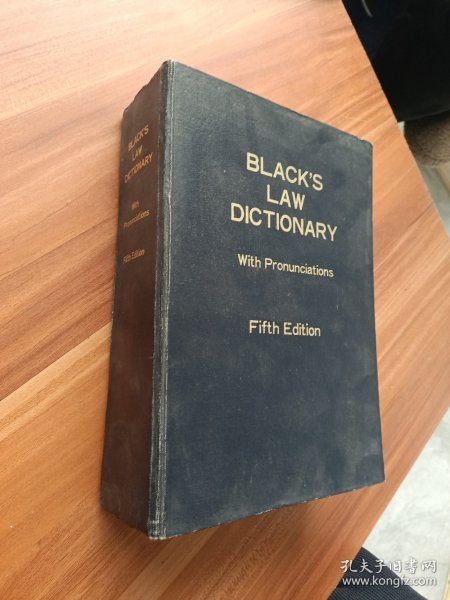 BLACK'S
LAW
DICTIONARY
With
Pronunciations
Fifth Edition
BLACK'S
LAW
DICTIONARY
With Pronunciations
Fifth Edition
孔夫子旧书网
www.kongfz.com